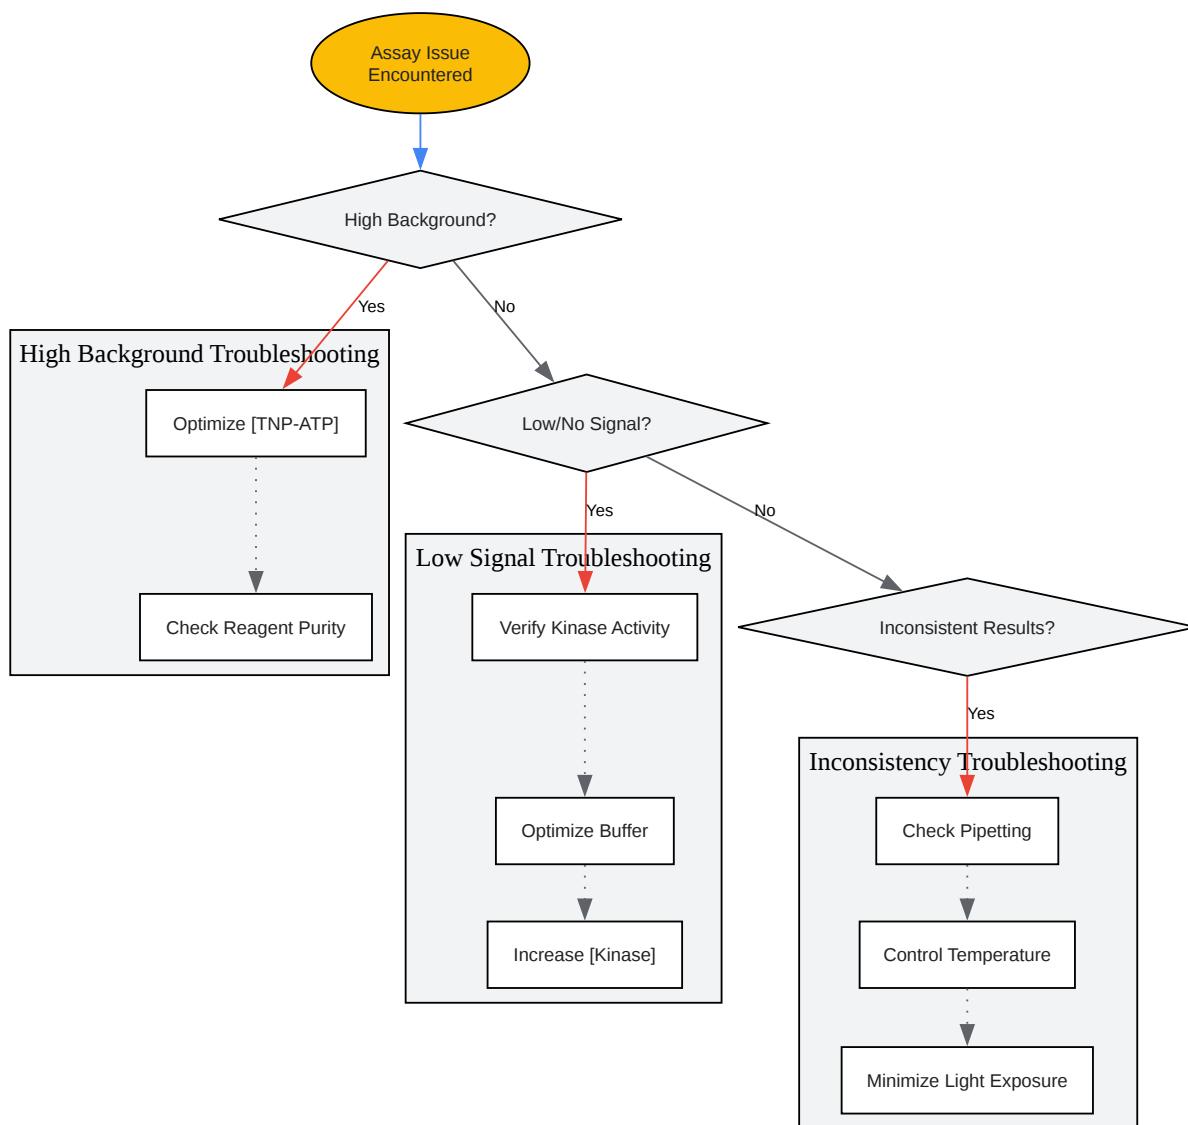 Assay Issue
Encountered
High Background?
Yes
No
High Background Troubleshooting
Optimize [TNP-ATP]
Check Reagent Purity
Low/No Signal?
Yes
No
Low Signal Troubleshooting
Verify Kinase Activity
Optimize Buffer
Increase [Kinase]
Inconsistent Results?
Yes
Inconsistency Troubleshooting
Check Pipetting
Control Temperature
Minimize Light Exposure